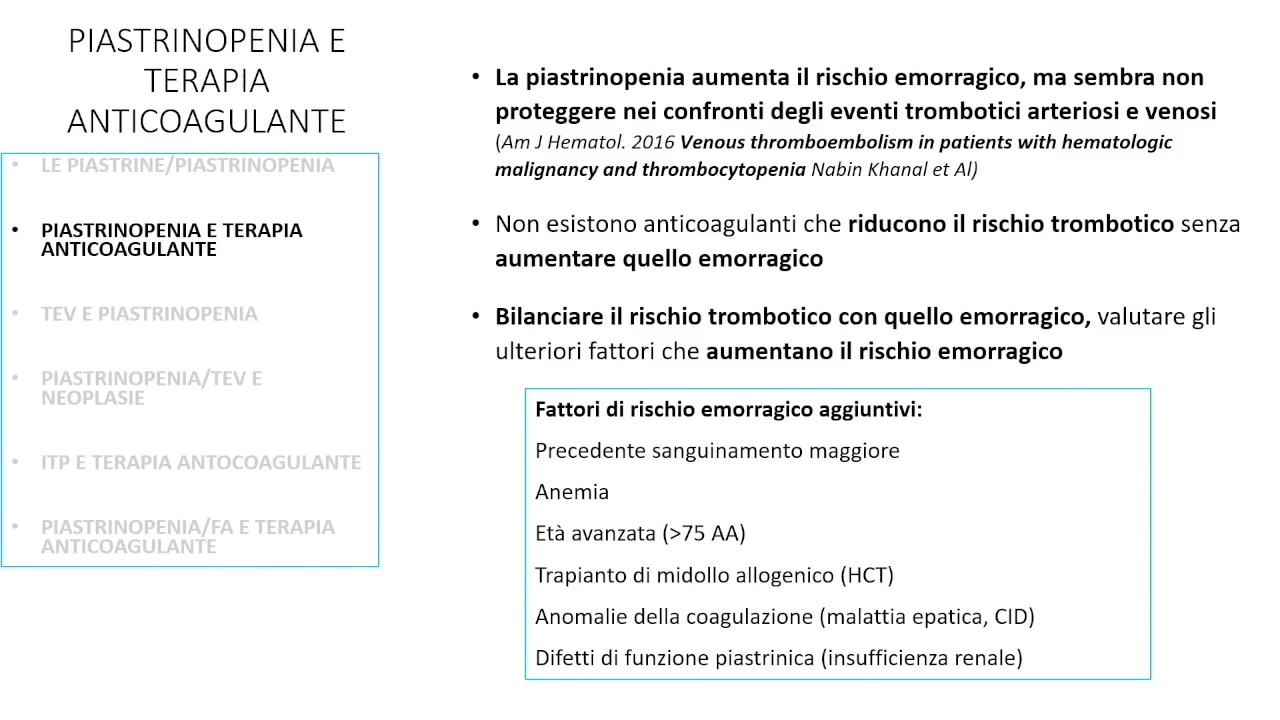 PIASTRINOPENIA E
TERAPIA
ANTICOAGULANTE
• LE PIASTRINE/PIASTRINOPENIA
• PIASTRINOPENIA E TERAPIA
ANTICOAGULANTE
• TEV E PIASTRINOPENIA
• PIASTRINOPENIA/TEV E
NEOPLASIE
• ITP E TERAPIA ANTOCOAGULANTE
• PIASTRINOPENIA/FA E TERAPIA
ANTICOAGULANTE
• La piastrinopenia aumenta il rischio emorragico, ma sembra non
proteggere nei confronti degli eventi trombotici arteriosi e venosi
(Am J Hematol. 2016 Venous thromboembolism in patients with hematologic
malignancy and thrombocytopenia Nabin Khanal et Al)
• Non esistono anticoagulanti che riducono il rischio trombotico senza
aumentare quello emorragico
• Bilanciare il rischio trombotico con quello emorragico, valutare gli
ulteriori fattori che aumentano il rischio emorragico
Fattori di rischio emorragico aggiuntivi:
Precedente sanguinamento maggiore
Anemia
Età avanzata (>75 AA)
Trapianto di midollo allogenico (HCT)
Anomalie della coagulazione (malattia epatica, CID)
Difetti di funzione piastrinica (insufficienza renale)